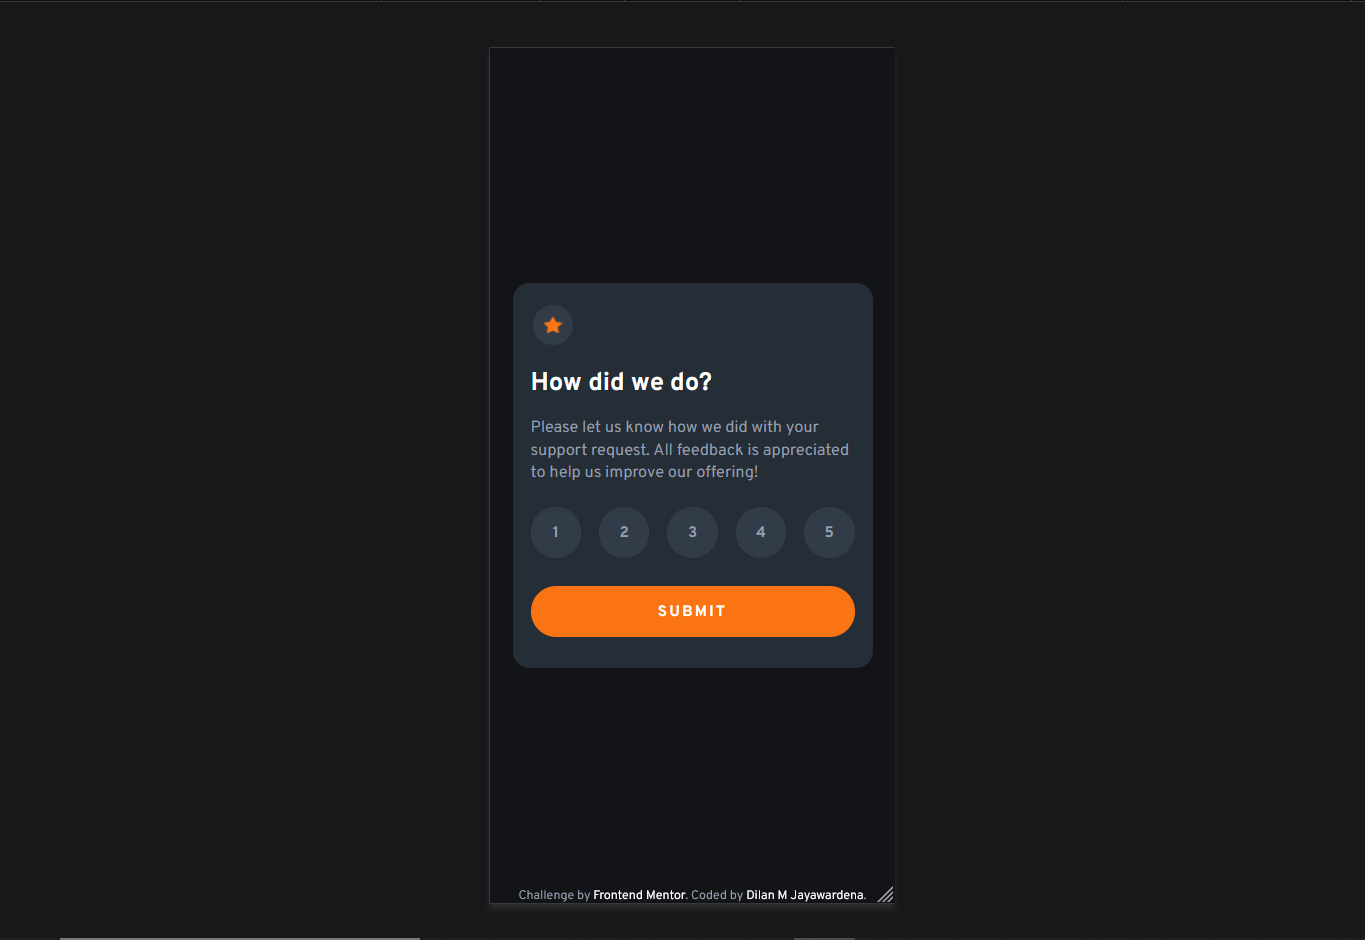 How did we do?
Please let us know how we did with your
support request. All feedback is appreciated
to help us improve our offering!
1 2 3 4 5
SUBMIT
Challenge by Frontend Mentor. Coded by Dilan M Jayawardena.